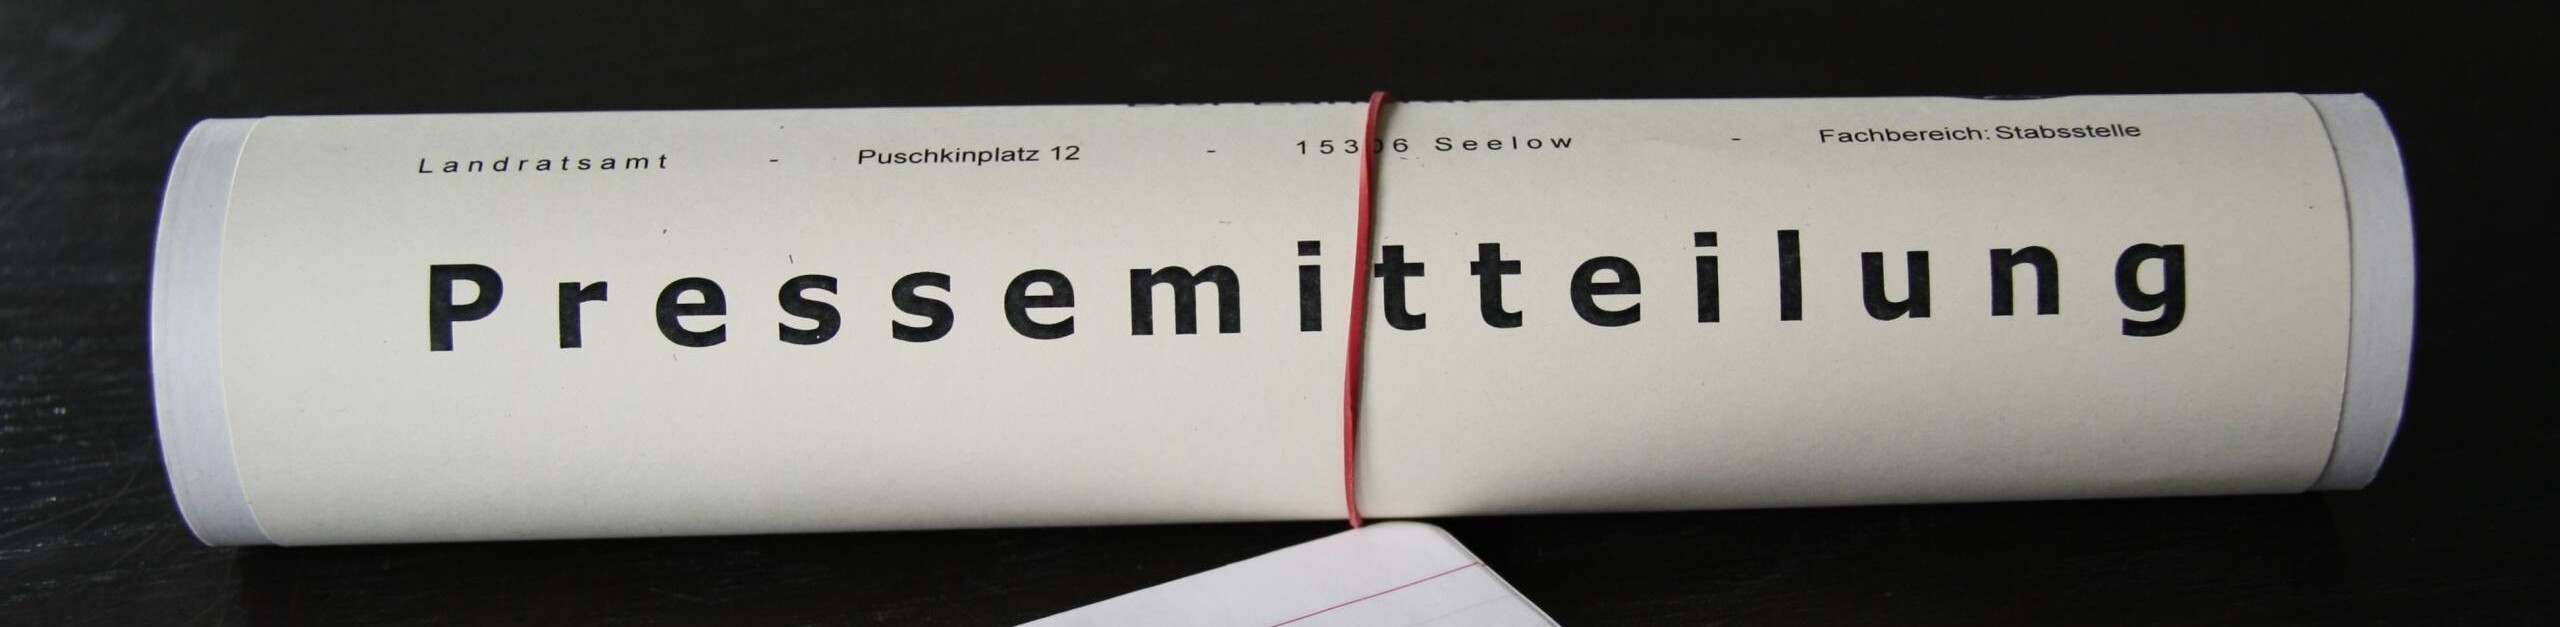 Landratsamt - Puschkinplatz 12 - 15306 Seelow - Fachbereich: Stabsstelle
Pressemitteilung